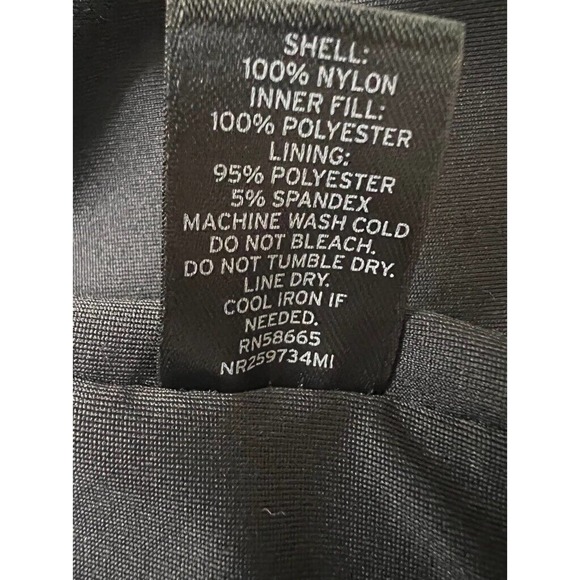 SHELL:
100% NYLON
INNER FILL:
100% POLYESTER
LINING:
95% POLYESTER
5% SPANDEX
MACHINE WASH COLD
DO NOT BLEACH.
DO NOT TUMBLE DRY.
LINE DRY.
COOL IRON IF
NEEDED.
RN58665
NR259734MI